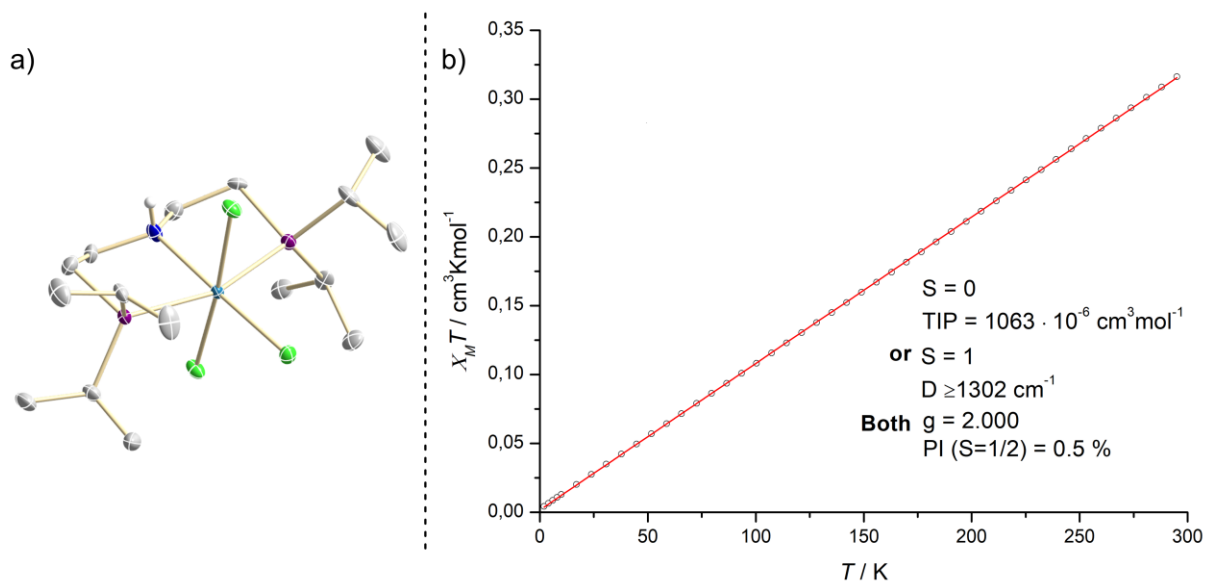 a)
b)
0,35
0,30
0,25
0,20
0,15
0,10
0,05
0,00
χ_M T / cm³Kmol⁻¹
S = 0
TIP = 1063 · 10⁻⁶ cm³mol⁻¹
or S = 1
D ≥1302 cm⁻¹
Both g = 2.000
PI (S=1/2) = 0.5 %
0 50 100 150 200 250 300
T / K